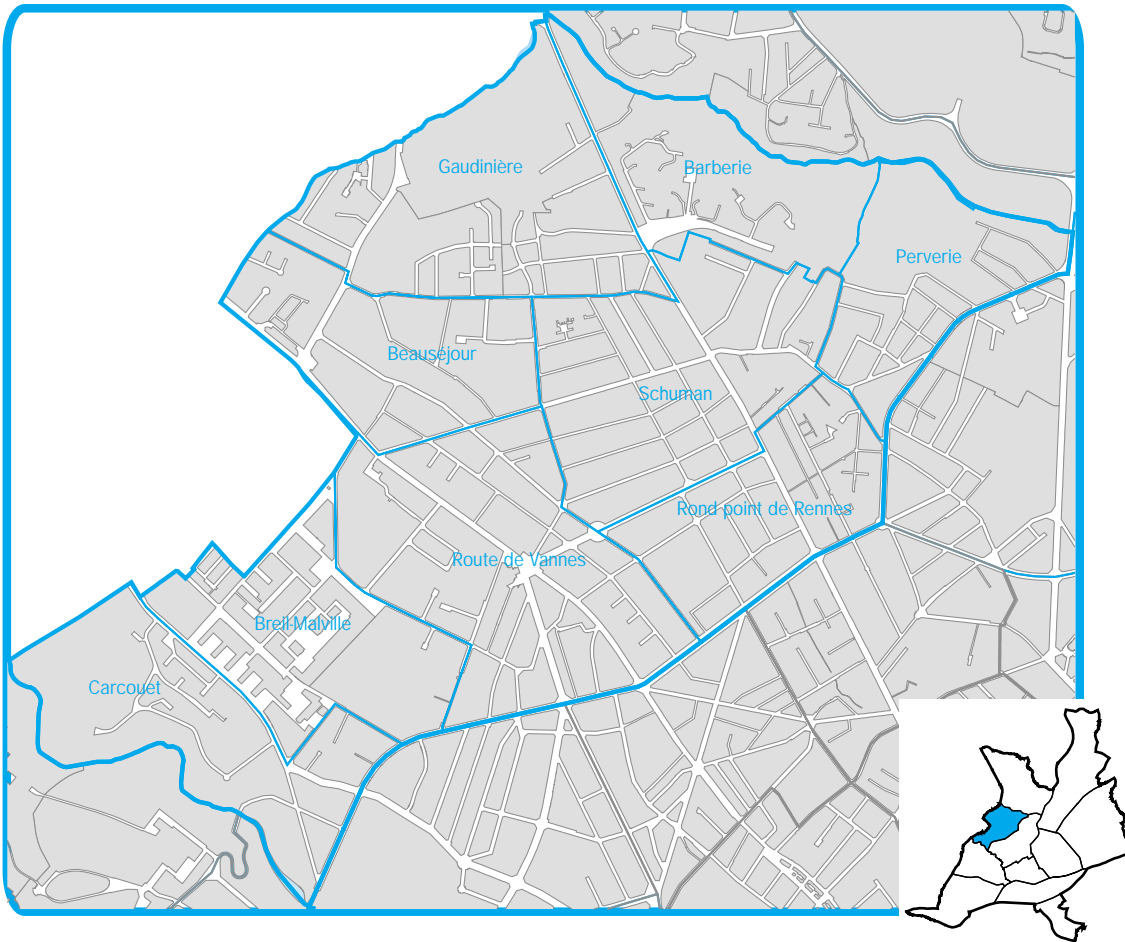 Gaudinière
Barberie
Perverie
Beauséjour
Schuman
Rond point de Rennes
Route de Vannes
Breil-Malville
Carcouet